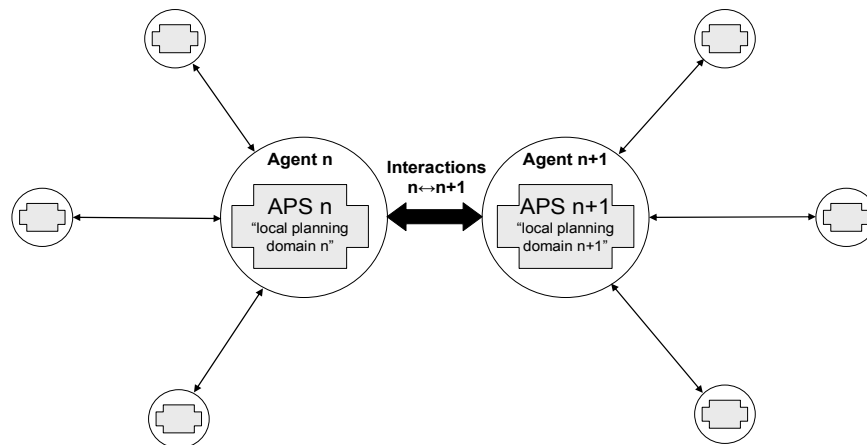 Agent n
APS n
“local planning
domain n”
Interactions
n↔n+1
Agent n+1
APS n+1
“local planning
domain n+1”